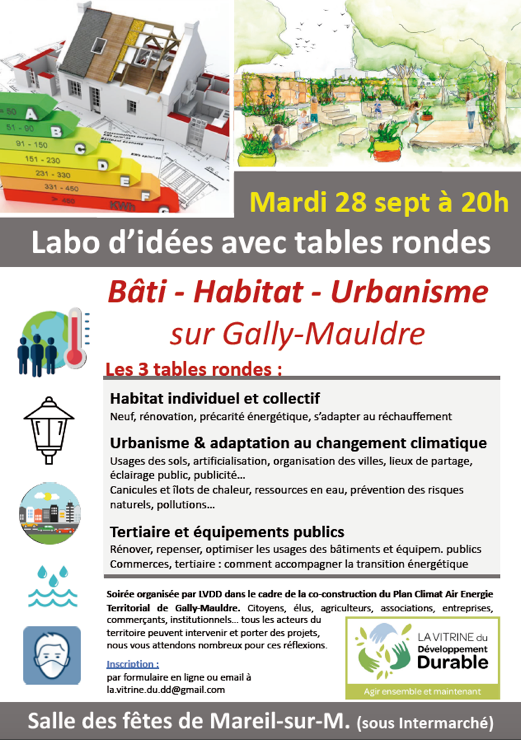 ≤ 50 A
51 - 90 B
91 - 150 C
151 - 230 D
231 - 330 E
331 - 450 F
KWh G
Mardi 28 sept à 20h
Labo d'idées avec tables rondes
Bâti - Habitat - Urbanisme
sur Gally-Mauldre
Les 3 tables rondes :
Habitat individuel et collectif
Neuf, rénovation, précarité énergétique, s'adapter au réchauffement
Urbanisme & adaptation au changement climatique
Usages des sols, artificialisation, organisation des villes, lieux de partage,
éclairage public, publicité…
Canicules et îlots de chaleur, ressources en eau, prévention des risques
naturels, pollutions…
Tertiaire et équipements publics
Rénover, repenser, optimiser les usages des bâtiments et équipem. publics
Commerces, tertiaire : comment accompagner la transition énergétique
Soirée organisée par LVDD dans le cadre de la co-construction du Plan Climat Air Energie
Territorial de Gally-Mauldre. Citoyens, élus, agriculteurs, associations, entreprises,
commerçants, institutionnels… tous les acteurs du
territoire peuvent intervenir et porter des projets,
nous vous attendons nombreux pour ces réflexions.
Inscription :
par formulaire en ligne ou email à
la.vitrine.du.dd@gmail.com
LA VITRINE du
Développement
Durable
Agir ensemble et maintenant
Salle des fêtes de Mareil-sur-M. (sous Intermarché)